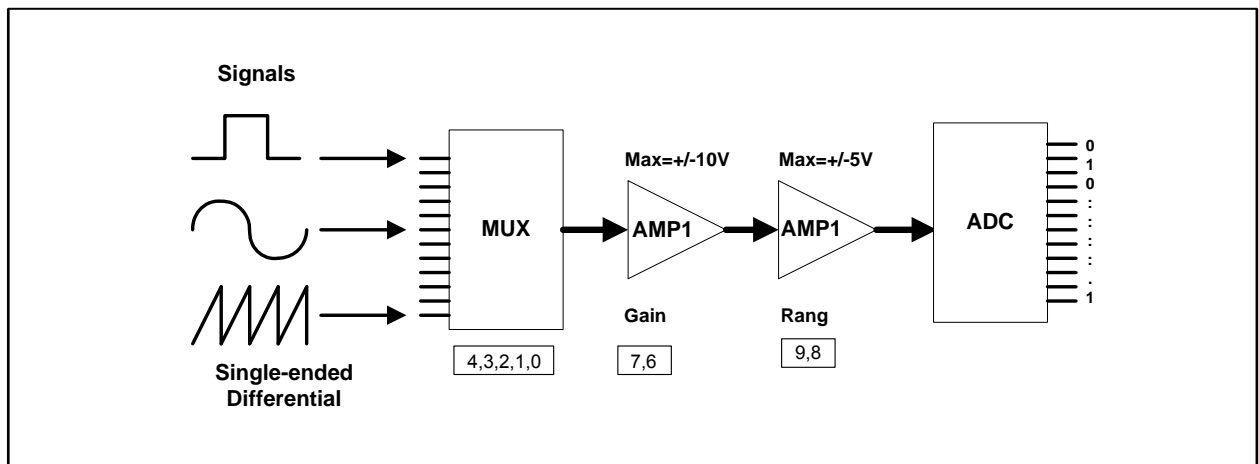 Signals
Max=+/-10V
Max=+/-5V
MUX
AMP1
AMP1
ADC
0
1
0
:
:
:
:
.
1
Gain
Rang
4,3,2,1,0
7,6
9,8
Single-ended
Differential